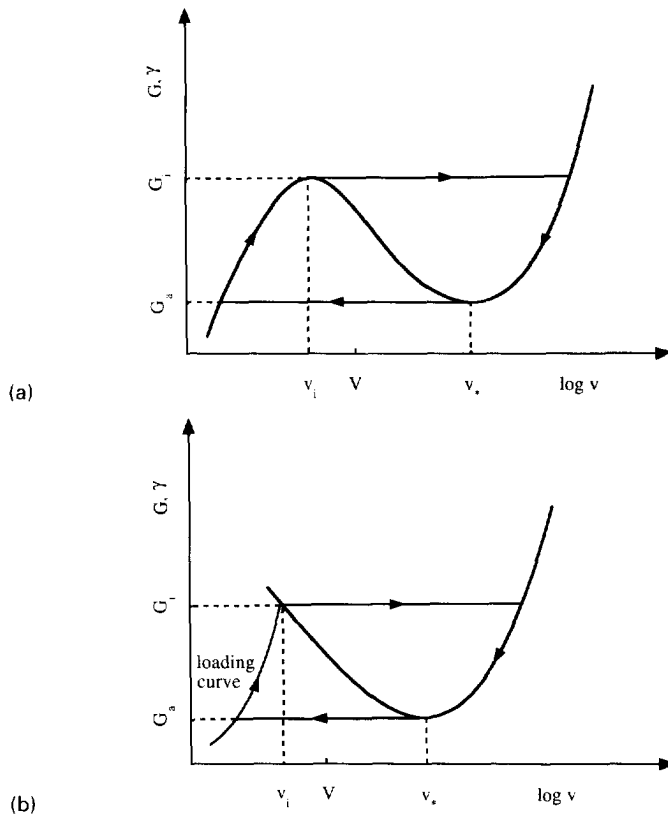 G, γ
G_i
G_a
v_i V v_* log v
(a)
G, γ
G_i
loading
curve
G_a
v_i V v_* log v
(b)